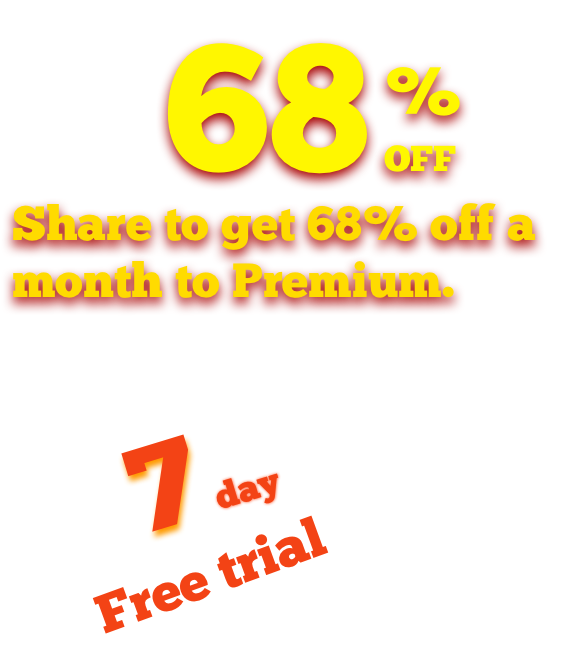 68%
OFF
Share to get 68% off a
month to Premium.
7 day
Free trial